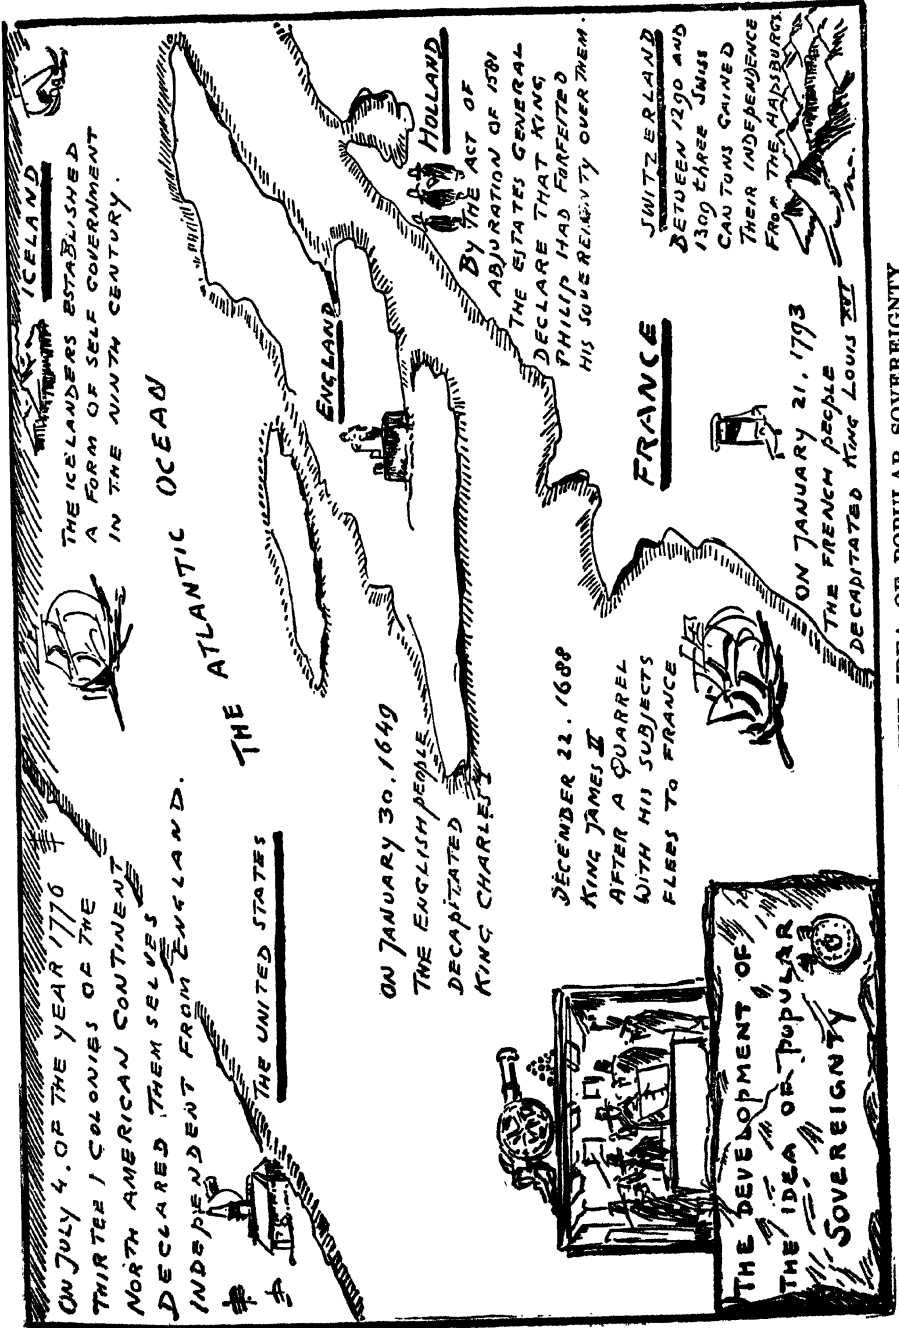 ON JULY 4. OF THE YEAR 1776
THIRTEEN COLONIES OF THE
NORTH AMERICAN CONTINENT
DECLARED THEMSELVES
INDEPENDENT FROM ENGLAND.
THE UNITED STATES
THE ATLANTIC OCEAN
ICELAND
THE ICELANDERS ESTABLISHED
A FORM OF SELF GOVERNMENT
IN THE NINTH CENTURY.
ENGLAND
ON JANUARY 30. 1649
THE ENGLISH PEOPLE
DECAPITATED
KING CHARLES I
HOLLAND
BY THE ACT OF
ABJURATION OF 1581
THE ESTATES GENERAL
DECLARE THAT KING
PHILIP HAD FORFEITED
HIS SOVEREIGNTY OVER THEM.
DECEMBER 22. 1688
KING JAMES II
AFTER A QUARREL
WITH HIS SUBJECTS
FLEES TO FRANCE
SWITZERLAND
BETWEEN 1290 AND
1309 three SWISS
CANTONS GAINED
THEIR INDEPENDENCE
FROM THE HAPSBURGS.
FRANCE
ON JANUARY 21. 1793
THE FRENCH people
DECAPITATED KING LOUIS XVI
THE DEVELOPMENT OF
THE IDEA OF POPULAR
SOVEREIGNTY
IDEA OF POPULAR SOVEREIGNTY